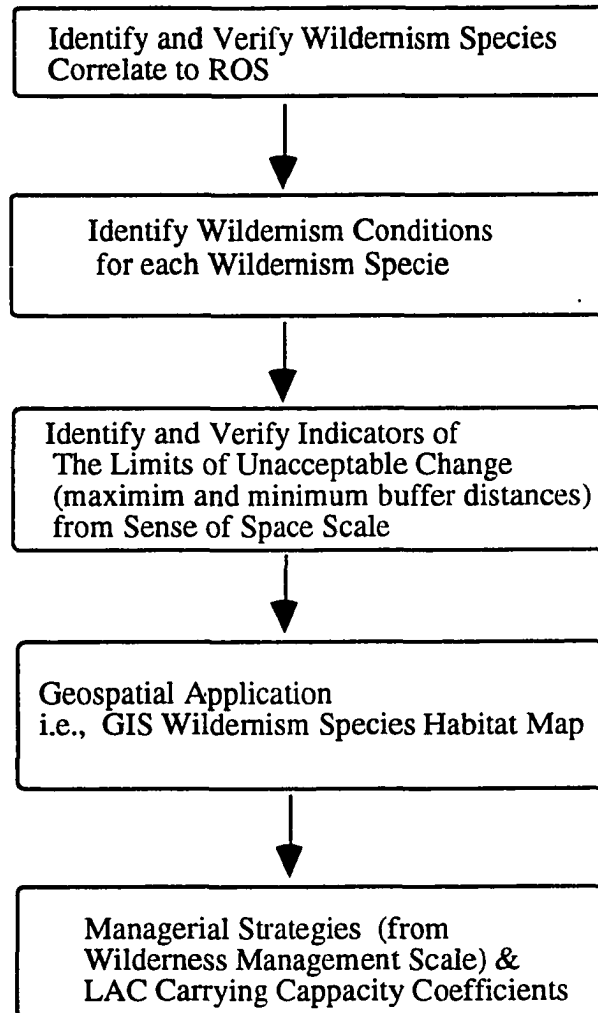 Identify and Verify Wildernism Species
Correlate to ROS
Identify Wildernism Conditions
for each Wildernism Specie
Identify and Verify Indicators of
The Limits of Unacceptable Change
(maximim and minimum buffer distances)
from Sense of Space Scale
Geospatial Application
i.e., GIS Wildernism Species Habitat Map
Managerial Strategies (from
Wilderness Management Scale) &
LAC Carrying Cappacity Coefficients